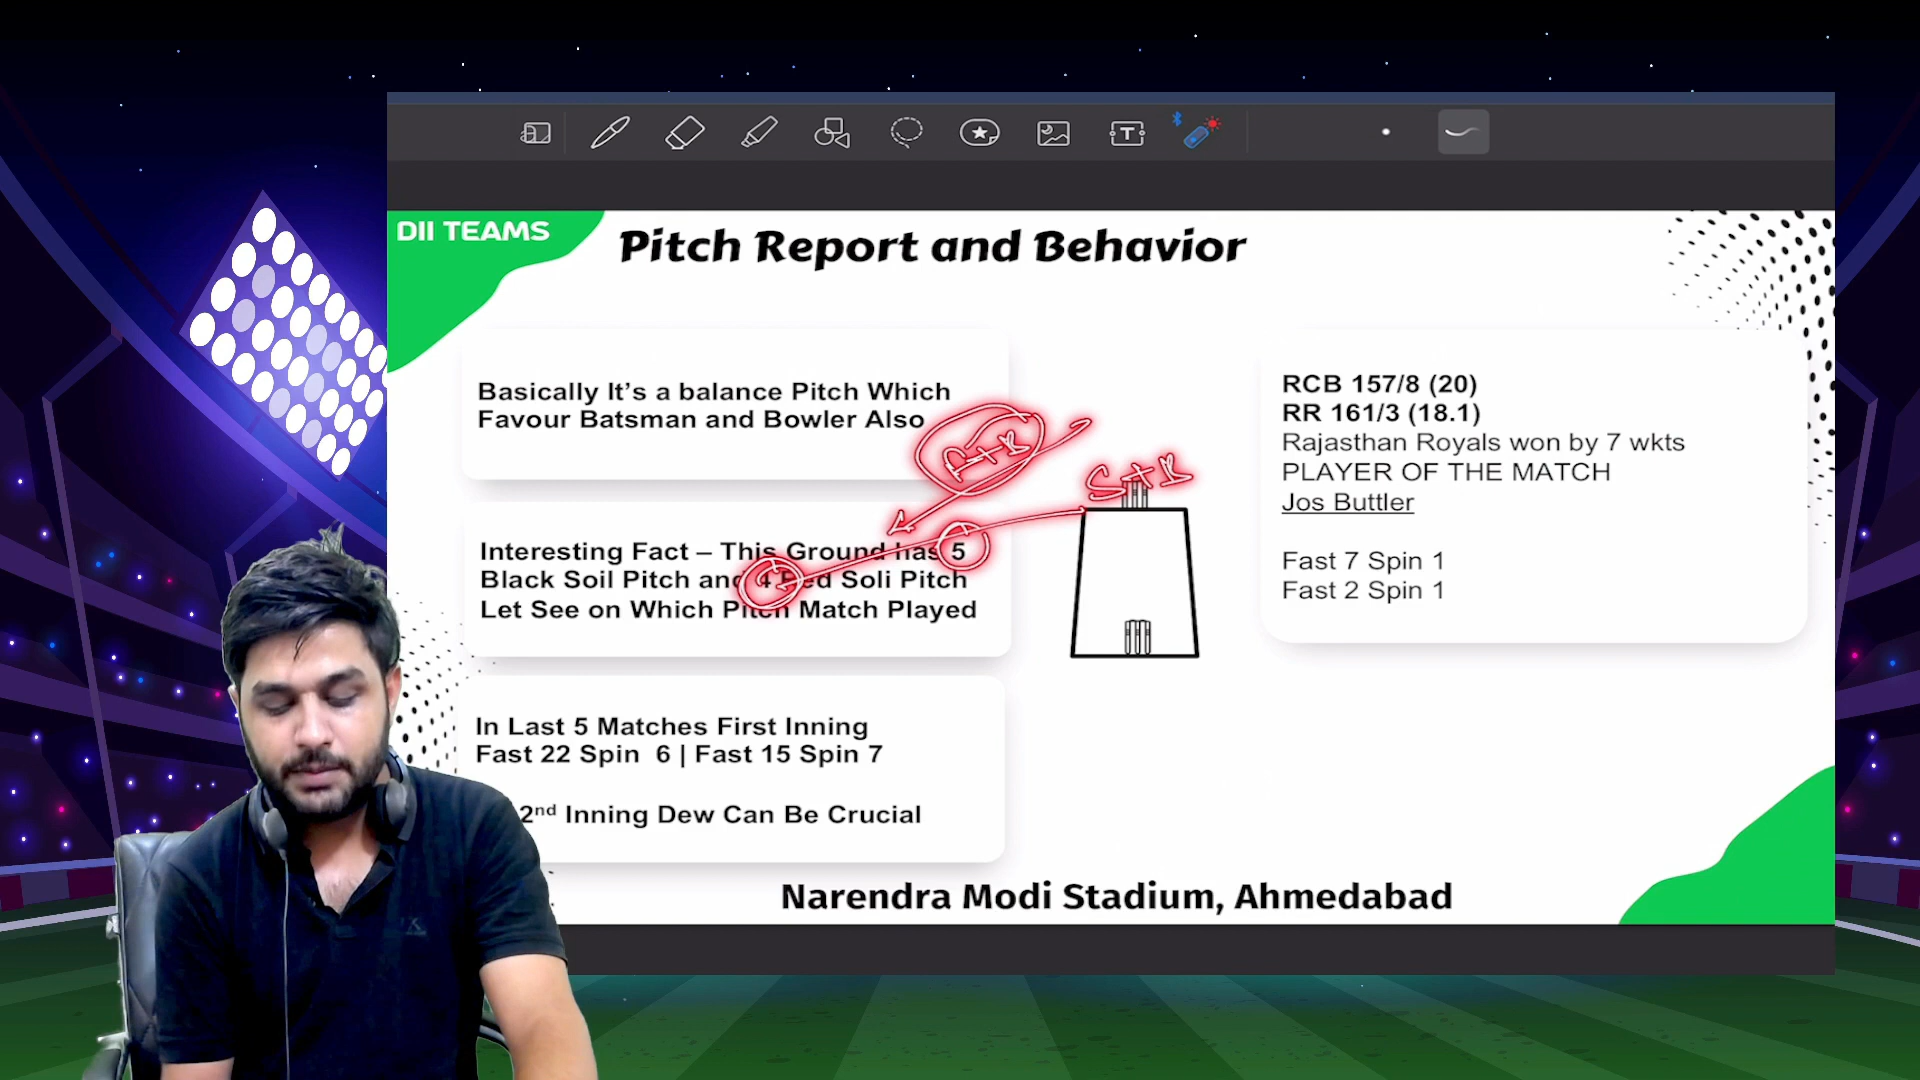 DII TEAMS
Pitch Report and Behavior
Basically It's a balance Pitch Which
Favour Batsman and Bowler Also
Interesting Fact – This Ground has 5
Black Soil Pitch and 4 Red Soli Pitch
Let See on Which Pitch Match Played
In Last 5 Matches First Inning
Fast 22 Spin 6 | Fast 15 Spin 7
2nd Inning Dew Can Be Crucial
RCB 157/8 (20)
RR 161/3 (18.1)
Rajasthan Royals won by 7 wkts
PLAYER OF THE MATCH
Jos Buttler
Fast 7 Spin 1
Fast 2 Spin 1
Narendra Modi Stadium, Ahmedabad